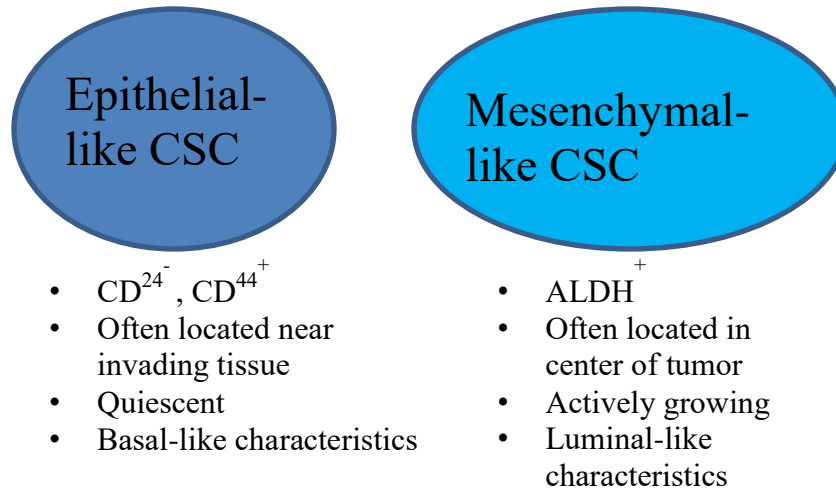 Epithelial-
like CSC
• CD24- , CD44+
• Often located near
invading tissue
• Quiescent
• Basal-like characteristics
Mesenchymal-
like CSC
• ALDH+
• Often located in
center of tumor
• Actively growing
• Luminal-like
characteristics